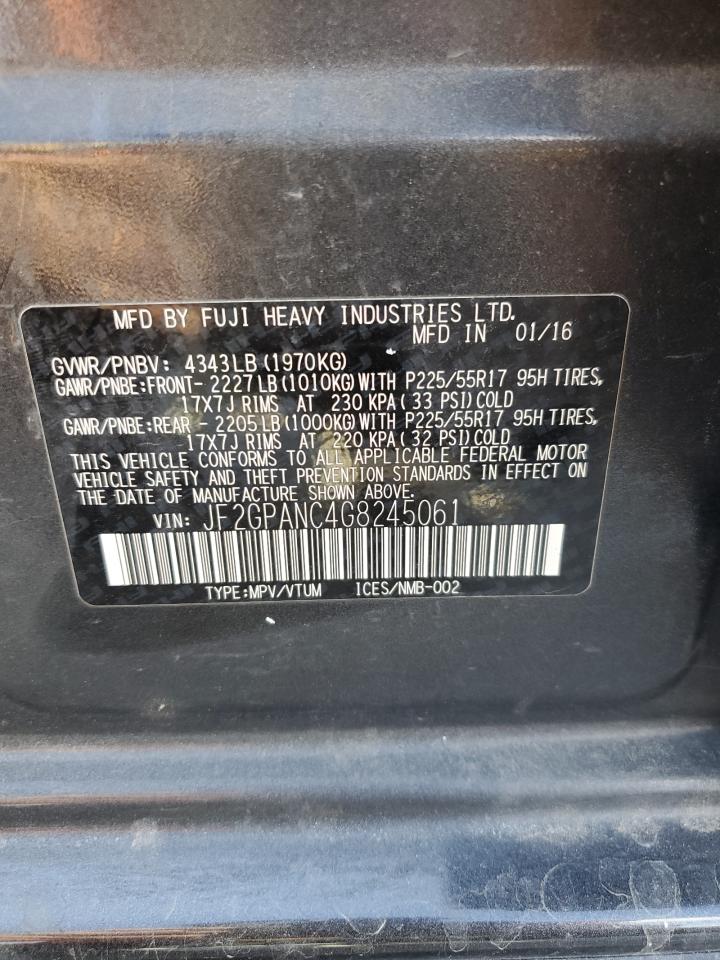 MFD BY FUJI HEAVY INDUSTRIES LTD.
MFD IN 01/16
GVWR/PNBV: 4343LB(1970KG)
GAWR/PNBE:FRONT- 2227LB(1010KG)WITH P225/55R17 95H TIRES,
17X7J RIMS AT 230 KPA(33 PSI)COLD
GAWR/PNBE:REAR - 2205LB(1000KG)WITH P225/55R17 95H TIRES,
17X7J RIMS AT 220 KPA(32 PSI)COLD
THIS VEHICLE CONFORMS TO ALL APPLICABLE FEDERAL MOTOR
VEHICLE SAFETY AND THEFT PREVENTION STANDARDS IN EFFECT ON
THE DATE OF MANUFACTURE SHOWN ABOVE.
VIN: JF2GPANC4G8245061
TYPE:MPV/VTUM ICES/NMB-002